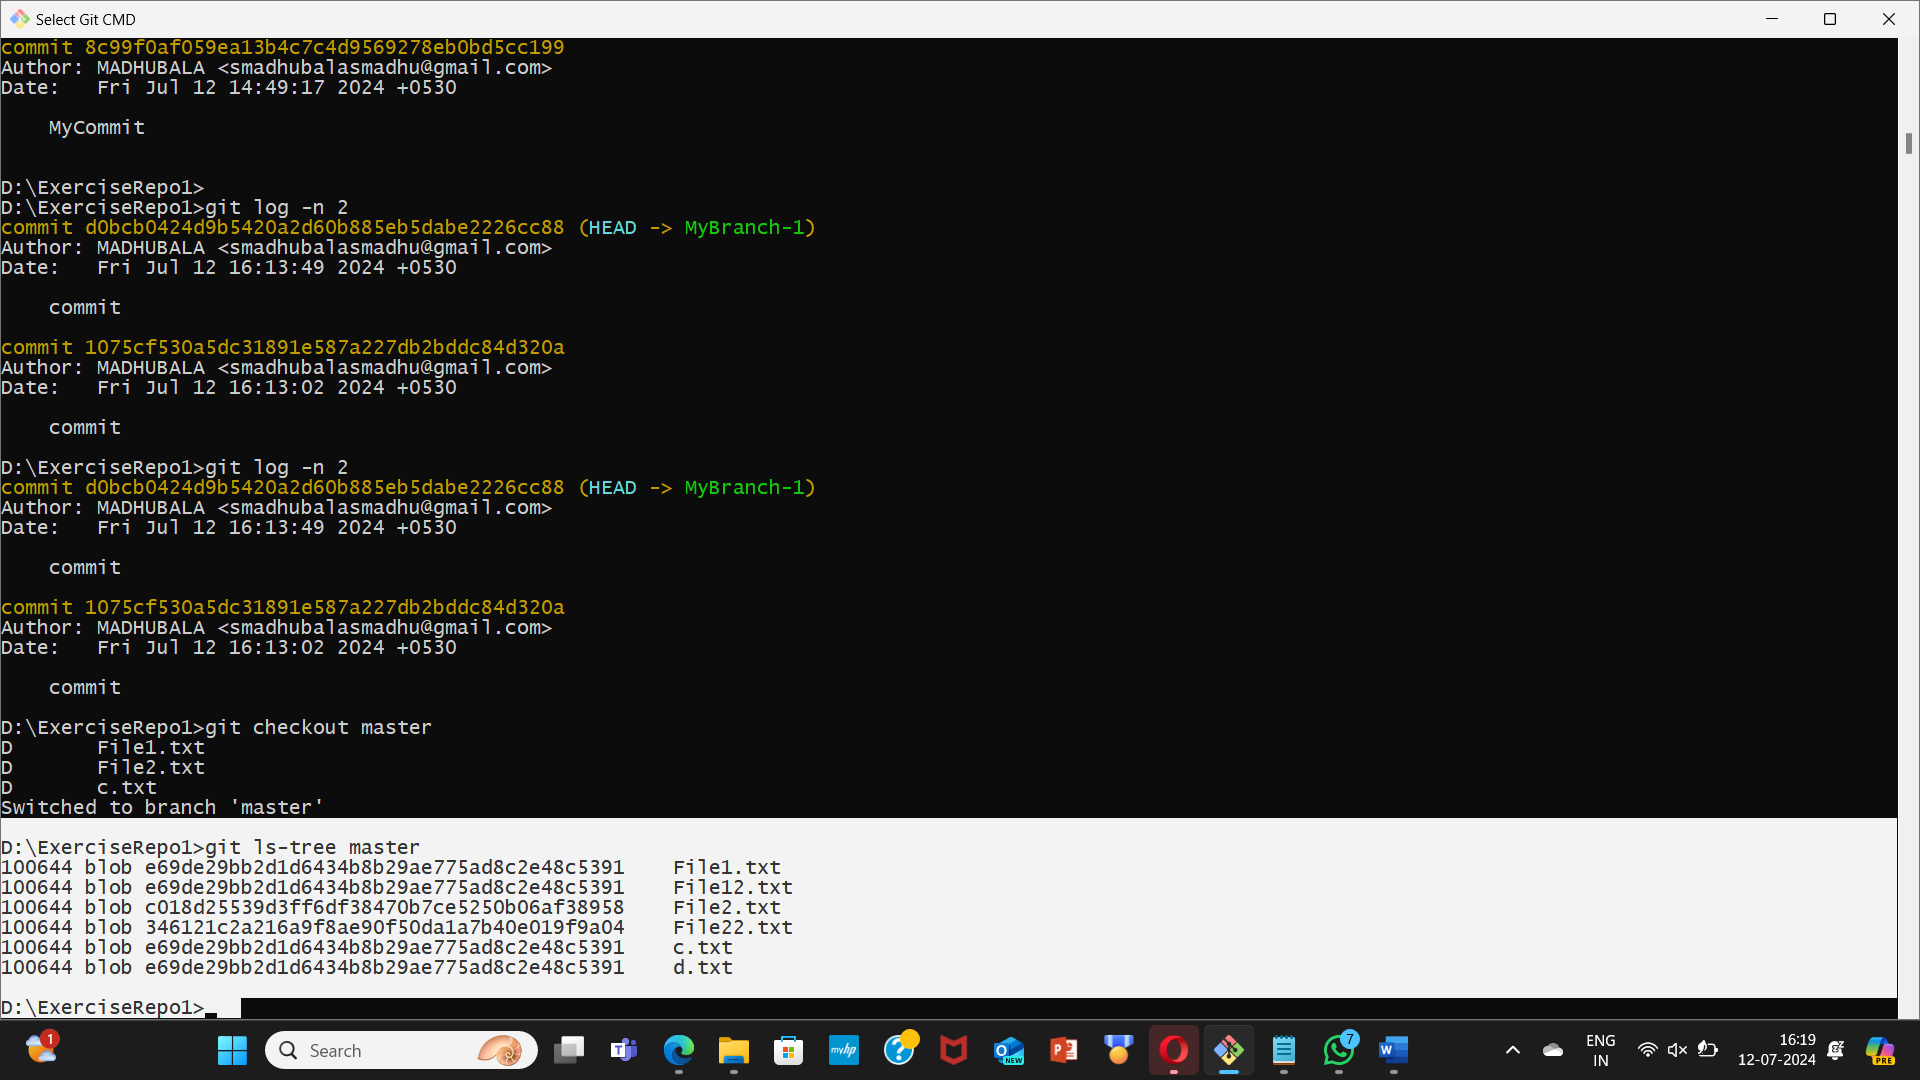 Select Git CMD
commit 8c99f0af059ea13b4c7c4d9569278eb0bd5cc199
Author: MADHUBALA <smadhubalasmadhu@gmail.com>
Date:   Fri Jul 12 14:49:17 2024 +0530
    MyCommit
D:\ExerciseRepo1>
D:\ExerciseRepo1>git log -n 2
commit d0bcb0424d9b5420a2d60b885eb5dabe2226cc88 (HEAD -> MyBranch-1)
Author: MADHUBALA <smadhubalasmadhu@gmail.com>
Date:   Fri Jul 12 16:13:49 2024 +0530
    commit
commit 1075cf530a5dc31891e587a227db2bddc84d320a
Author: MADHUBALA <smadhubalasmadhu@gmail.com>
Date:   Fri Jul 12 16:13:02 2024 +0530
    commit
D:\ExerciseRepo1>git log -n 2
commit d0bcb0424d9b5420a2d60b885eb5dabe2226cc88 (HEAD -> MyBranch-1)
Author: MADHUBALA <smadhubalasmadhu@gmail.com>
Date:   Fri Jul 12 16:13:49 2024 +0530
    commit
commit 1075cf530a5dc31891e587a227db2bddc84d320a
Author: MADHUBALA <smadhubalasmadhu@gmail.com>
Date:   Fri Jul 12 16:13:02 2024 +0530
    commit
D:\ExerciseRepo1>git checkout master
D       File1.txt
D       File2.txt
D       c.txt
Switched to branch 'master'
D:\ExerciseRepo1>git ls-tree master
100644 blob e69de29bb2d1d6434b8b29ae775ad8c2e48c5391    File1.txt
100644 blob e69de29bb2d1d6434b8b29ae775ad8c2e48c5391    File12.txt
100644 blob c018d25539d3ff6df38470b7ce5250b06af38958    File2.txt
100644 blob 346121c2a216a9f8ae90f50da1a7b40e019f9a04    File22.txt
100644 blob e69de29bb2d1d6434b8b29ae775ad8c2e48c5391    c.txt
100644 blob e69de29bb2d1d6434b8b29ae775ad8c2e48c5391    d.txt
D:\ExerciseRepo1>
1
Search
myhp
NEW
7
ENG
IN
16:19
12-07-2024
PRE